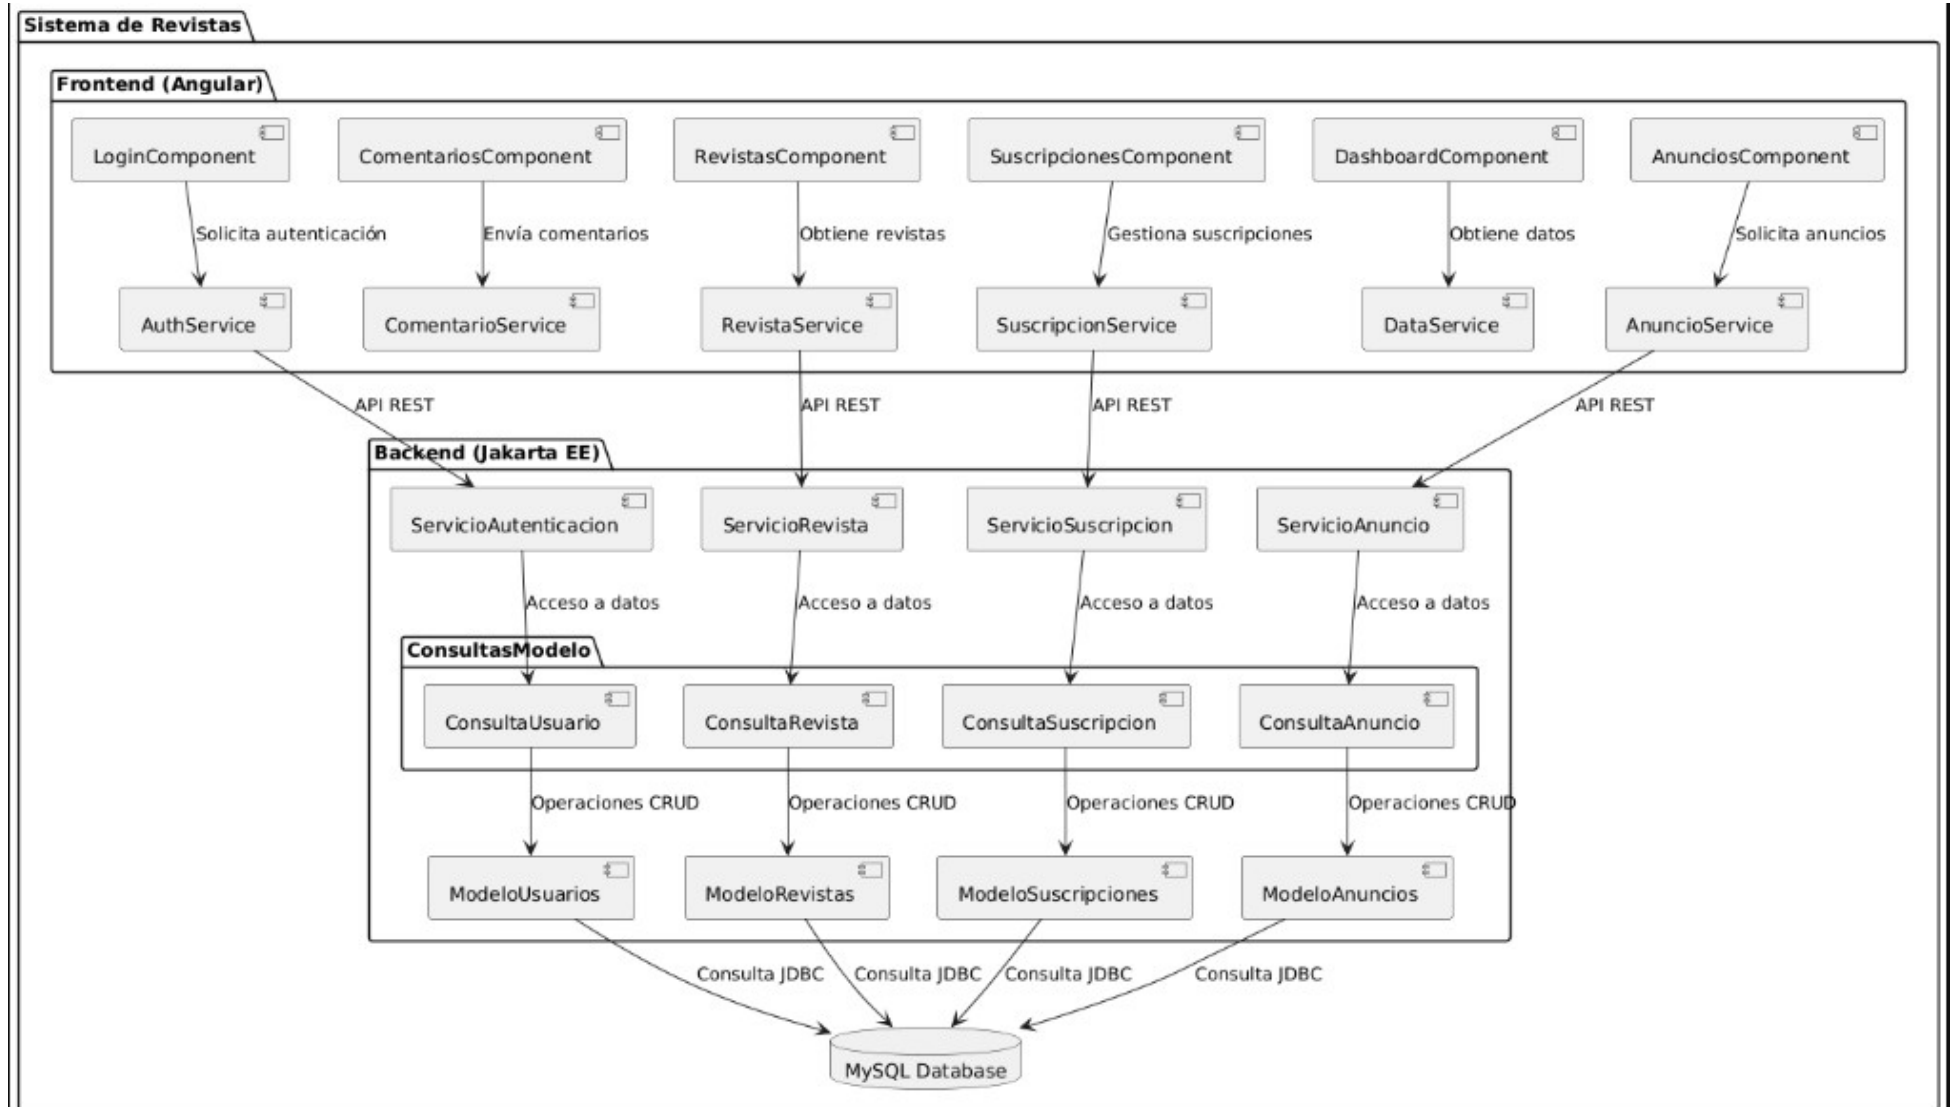 Sistema de Revistas
Frontend (Angular)
LoginComponent
ComentariosComponent
RevistasComponent
SuscripcionesComponent
DashboardComponent
AnunciosComponent
Solicita autenticación
Envía comentarios
Obtiene revistas
Gestiona suscripciones
Obtiene datos
Solicita anuncios
AuthService
ComentarioService
RevistaService
SuscripcionService
DataService
AnuncioService
API REST
API REST
API REST
API REST
Backend (Jakarta EE)
ServicioAutenticacion
ServicioRevista
ServicioSuscripcion
ServicioAnuncio
Acceso a datos
Acceso a datos
Acceso a datos
Acceso a datos
ConsultasModelo
ConsultaUsuario
ConsultaRevista
ConsultaSuscripcion
ConsultaAnuncio
Operaciones CRUD
Operaciones CRUD
Operaciones CRUD
Operaciones CRUD
ModeloUsuarios
ModeloRevistas
ModeloSuscripciones
ModeloAnuncios
Consulta JDBC
Consulta JDBC
Consulta JDBC
Consulta JDBC
MySQL Database